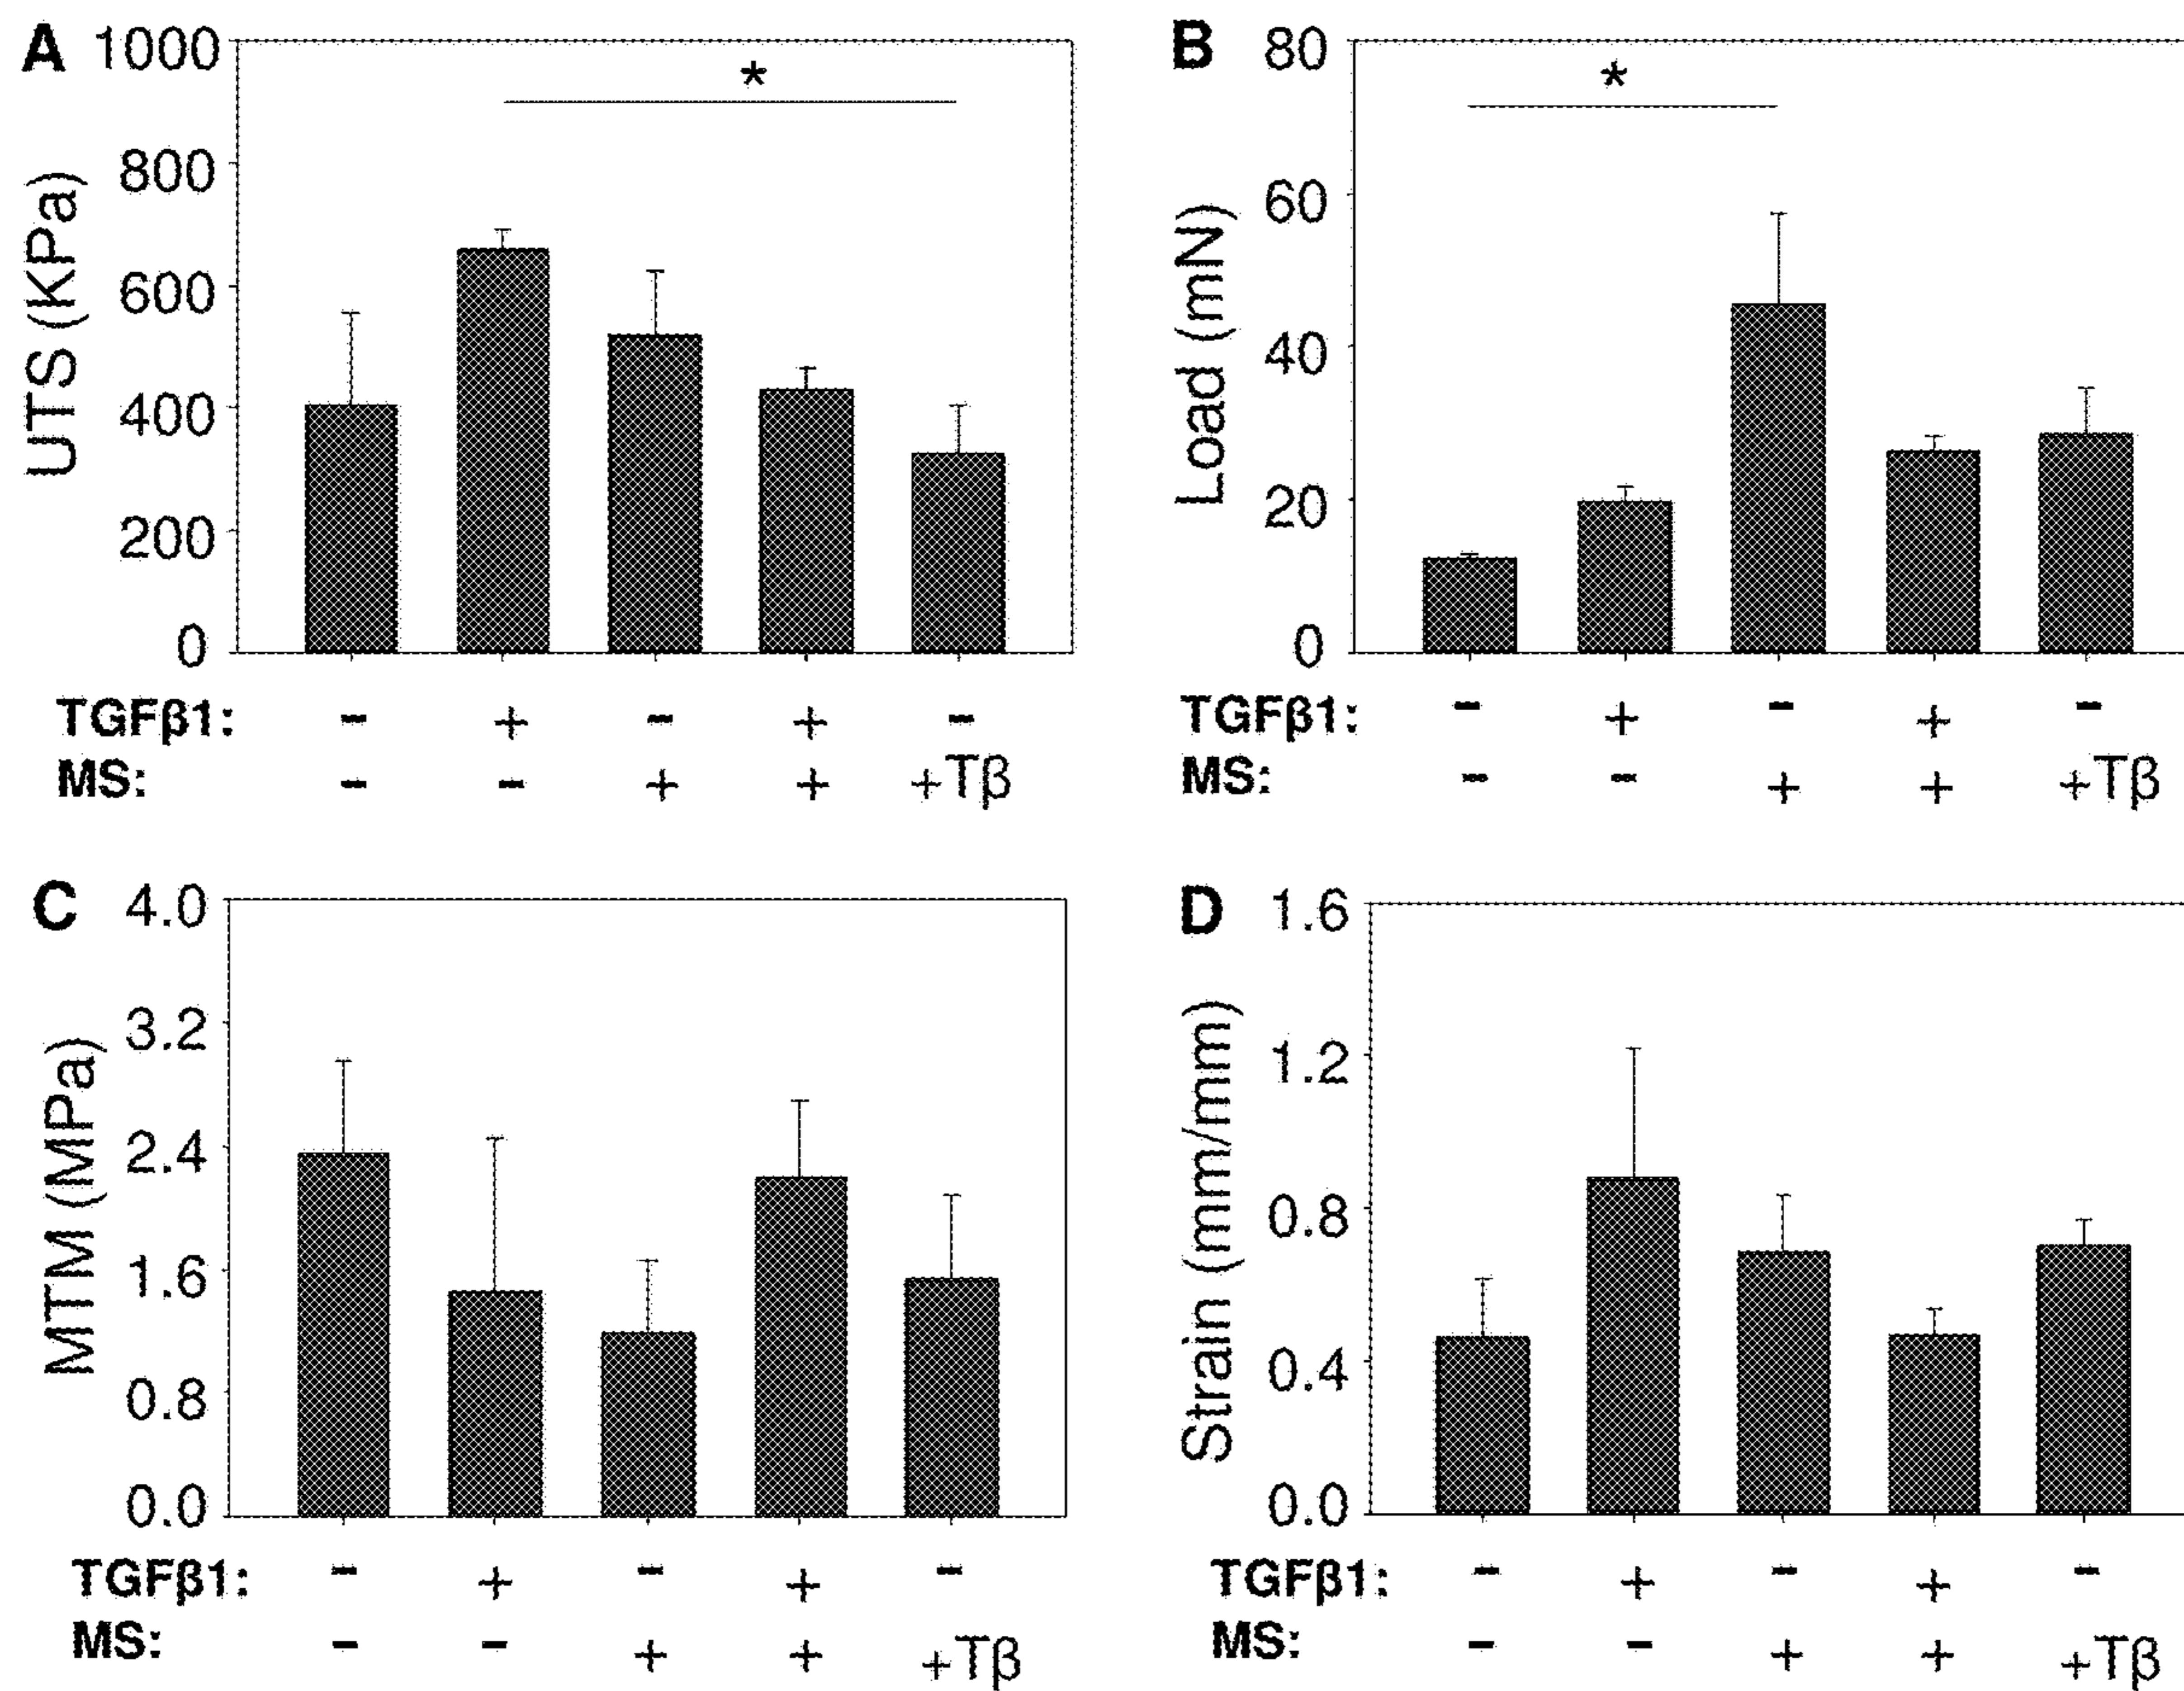 A
1000
800
600
400
200
0
UTS (KPa)
*
TGFβ1: - + - + -
MS: - - + + +Tβ
B
80
60
40
20
0
Load (mN)
*
TGFβ1: - + - + -
MS: - - + + +Tβ
C
4.0
3.2
2.4
1.6
0.8
0.0
MTM (MPa)
TGFβ1: - + - + -
MS: - - + + +Tβ
D
1.6
1.2
0.8
0.4
0.0
Strain (mm/mm)
TGFβ1: - + - + -
MS: - - + + +Tβ